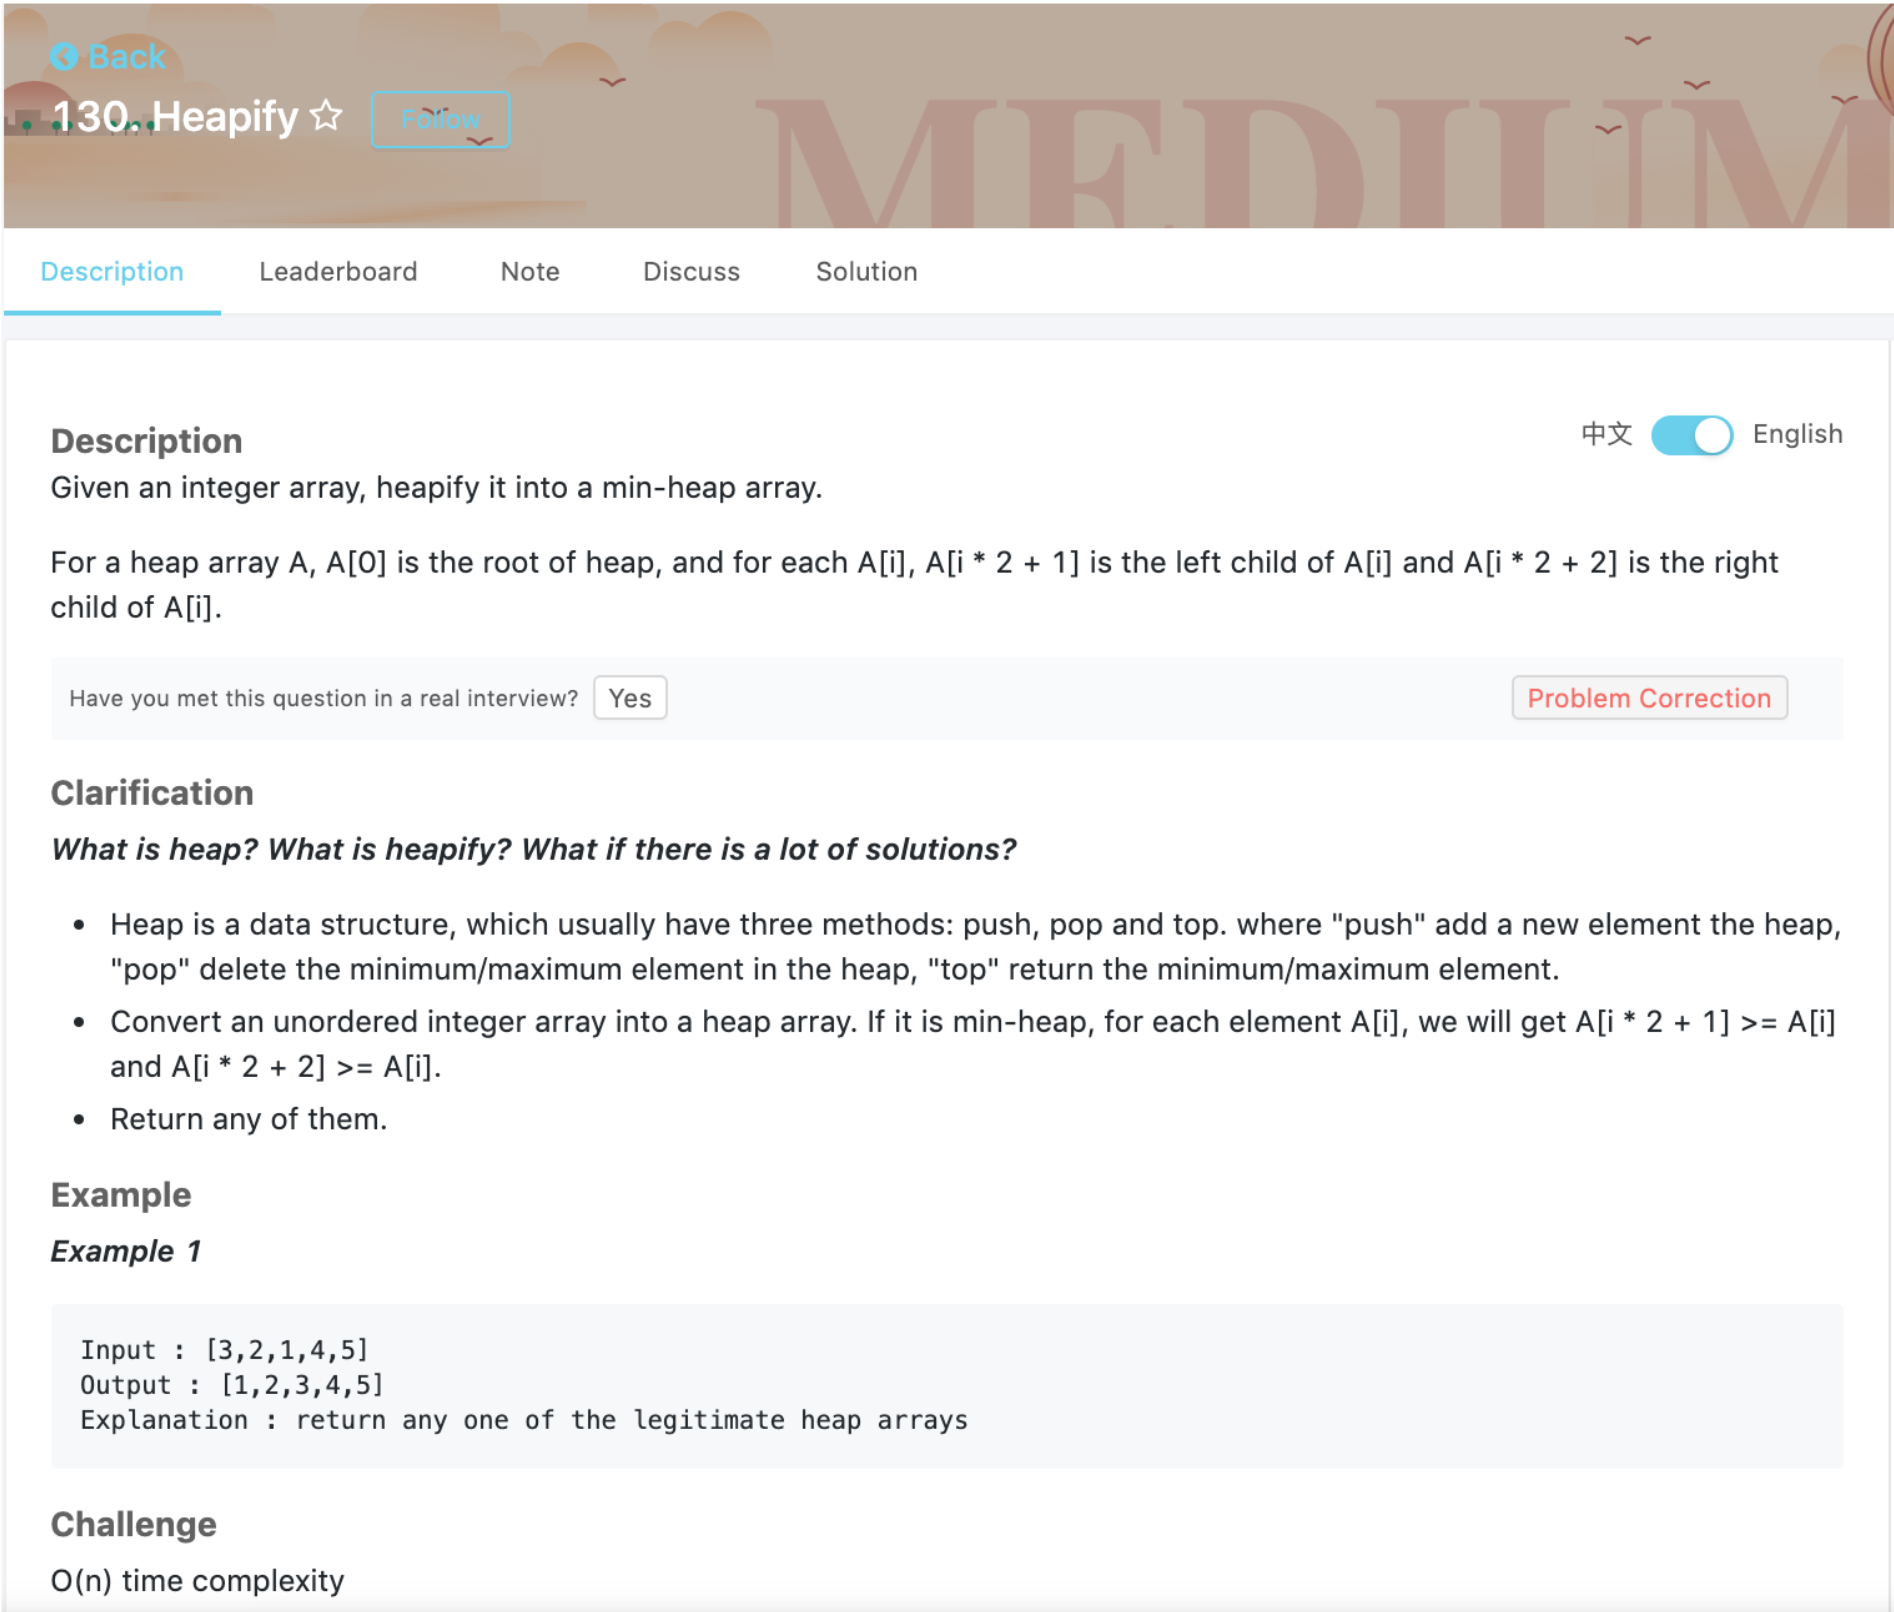 Back
130. Heapify
Follow
MEDIUM
Description
Leaderboard
Note
Discuss
Solution
Description
中文
English
Given an integer array, heapify it into a min-heap array.
For a heap array A, A[0] is the root of heap, and for each A[i], A[i * 2 + 1] is the left child of A[i] and A[i * 2 + 2] is the right
child of A[i].
Have you met this question in a real interview?
Yes
Problem Correction
Clarification
What is heap? What is heapify? What if there is a lot of solutions?
Heap is a data structure, which usually have three methods: push, pop and top. where "push" add a new element the heap,
"pop" delete the minimum/maximum element in the heap, "top" return the minimum/maximum element.
Convert an unordered integer array into a heap array. If it is min-heap, for each element A[i], we will get A[i * 2 + 1] >= A[i]
and A[i * 2 + 2] >= A[i].
Return any of them.
Example
Example 1
Input : [3,2,1,4,5]
Output : [1,2,3,4,5]
Explanation : return any one of the legitimate heap arrays
Challenge
O(n) time complexity